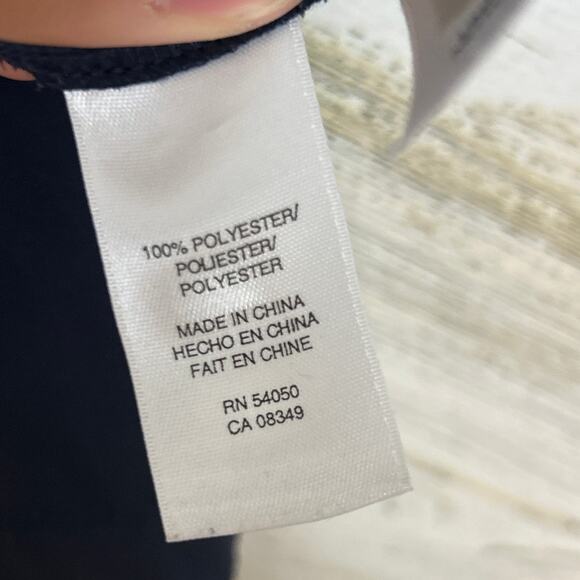 100% POLYESTER/
POLIESTER/
POLYESTER
MADE IN CHINA
HECHO EN CHINA
FAIT EN CHINE
RN 54050
CA 08349